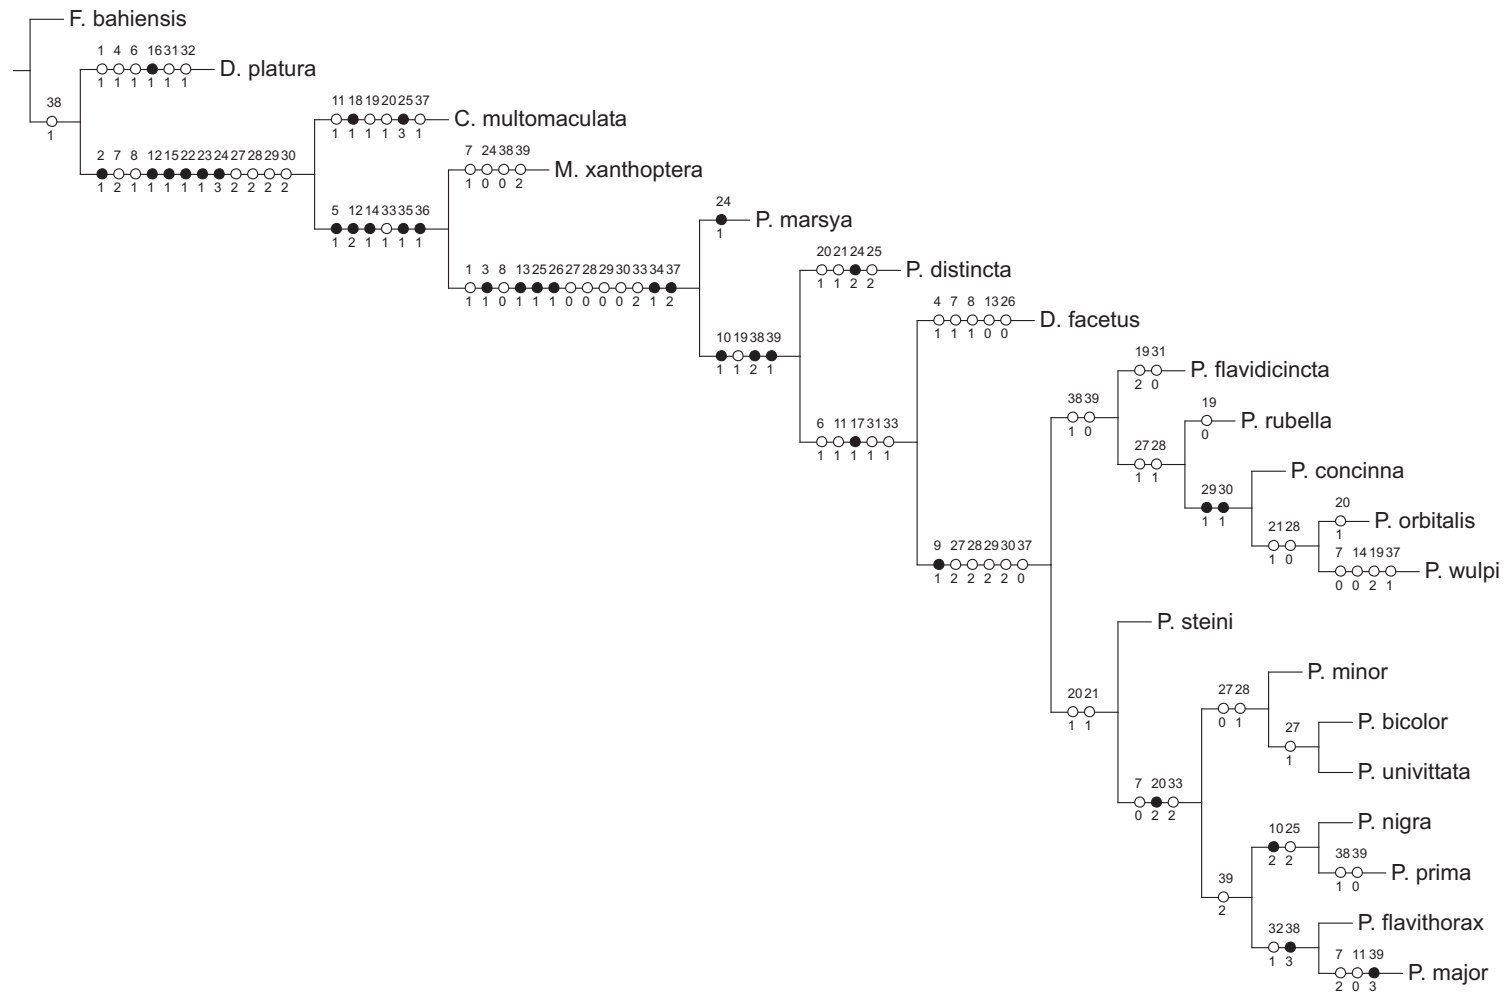 F. bahiensis
1 4 6 16 31 32
D. platura
1 1 1 1 1 1
38
1
11 18 19 20 25 37
C. multomaculata
1 1 1 1 3 1
2 7 8 12 15 22 23 24 27 28 29 30
1 2 1 1 1 1 1 3 2 2 2 2
7 24 38 39
M. xanthoptera
1 0 0 2
5 12 14 33 35 36
1 2 1 1 1 1
24
P. marsya
1
1 3 8 13 25 26 27 28 29 30 33 34 37
1 1 0 1 1 1 0 0 0 0 2 1 2
20 21 24 25
P. distincta
1 1 2 2
10 19 38 39
1 1 2 1
4 7 8 13 26
D. facetus
1 1 1 0 0
6 11 17 31 33
1 1 1 1 1
19 31
P. flavidicincta
2 0
38 39
1 0
19
P. rubella
0
27 28
1 1
P. concinna
29 30
1 1
20
P. orbitalis
1
21 28
1 0
7 14 19 37
P. wulpi
0 0 2 1
9 27 28 29 30 37
1 2 2 2 2 0
P. steini
20 21
1 1
P. minor
27 28
0 1
P. bicolor
27
1
P. univittata
7 20 33
0 2 2
P. nigra
10 25
2 2
38 39
P. prima
1 0
39
2
P. flavithorax
32 38
1 3
7 11 39
P. major
2 0 3